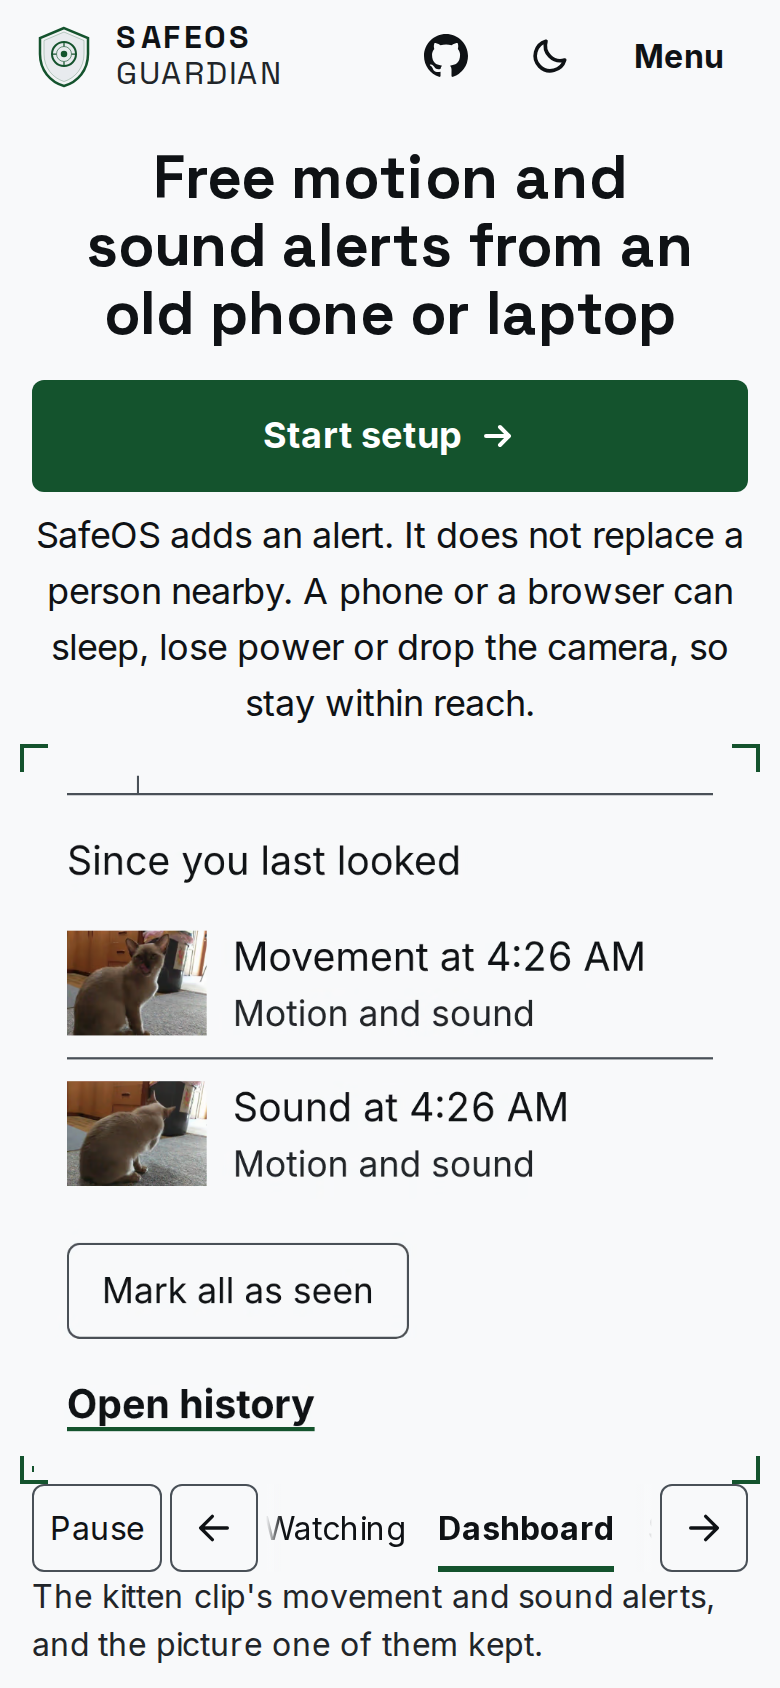 SAFEOS
GUARDIAN
Menu
Free motion and
sound alerts from an
old phone or laptop
Start setup →
SafeOS adds an alert. It does not replace a
person nearby. A phone or a browser can
sleep, lose power or drop the camera, so
stay within reach.
Since you last looked
Movement at 4:26 AM
Motion and sound
Sound at 4:26 AM
Motion and sound
Mark all as seen
Open history
Pause ← Watching Dashboard →
The kitten clip's movement and sound alerts,
and the picture one of them kept.